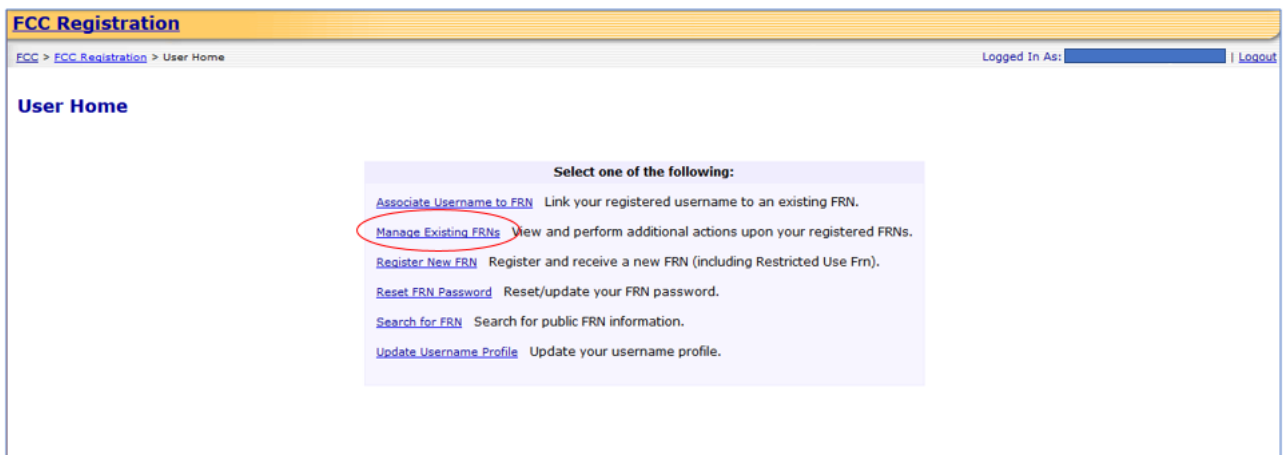 FCC Registration
FCC > FCC Registration > User Home
Logged In As: | Logout
User Home
Select one of the following:
Associate Username to FRN Link your registered username to an existing FRN.
Manage Existing FRNs View and perform additional actions upon your registered FRNs.
Register New FRN Register and receive a new FRN (including Restricted Use Frn).
Reset FRN Password Reset/update your FRN password.
Search for FRN Search for public FRN information.
Update Username Profile Update your username profile.